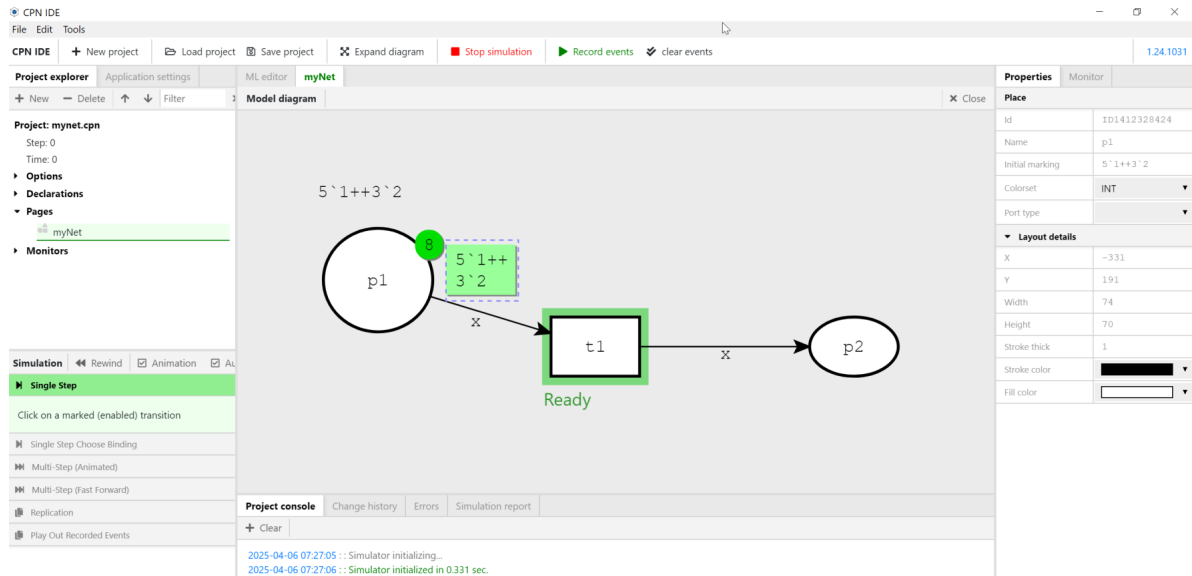 CPN IDE
File Edit Tools
CPN IDE New project Load project Save project Expand diagram Stop simulation Record events clear events 1.24.1031
Project explorer Application settings
New Delete Filter
Project: mynet.cpn
Step: 0
Time: 0
Options
Declarations
Pages
myNet
Monitors
Simulation Rewind Animation Au
Single Step
Click on a marked (enabled) transition
Single Step Choose Binding
Multi-Step (Animated)
Multi-Step (Fast Forward)
Replication
Play Out Recorded Events
ML editor myNet
Model diagram Close
5`1++3`2
8
5`1++
3`2
p1
x
t1
x
p2
Ready
Project console Change history Errors Simulation report
Clear
2025-04-06 07:27:05 : : Simulator initializing...
2025-04-06 07:27:06 : : Simulator initialized in 0.331 sec.
Properties Monitor
Place
Id ID1412328424
Name p1
Initial marking 5`1++3`2
Colorset INT
Port type
Layout details
X -331
Y 191
Width 74
Height 70
Stroke thick 1
Stroke color
Fill color